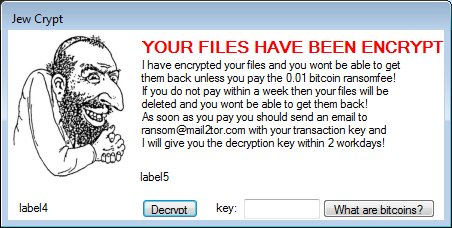 Jew Crypt
YOUR FILES HAVE BEEN ENCRYPT
I have encrypted your files and you wont be able to get
them back unless you pay the 0.01 bitcoin ransomfee!
If you do not pay within a week then your files will be
deleted and you wont be able to get them back!
As soon as you pay you should send an email to
ransom@mail2tor.com with your transaction key and
I will give you the decryption key within 2 workdays!
label5
label4 Decrypt key: What are bitcoins?